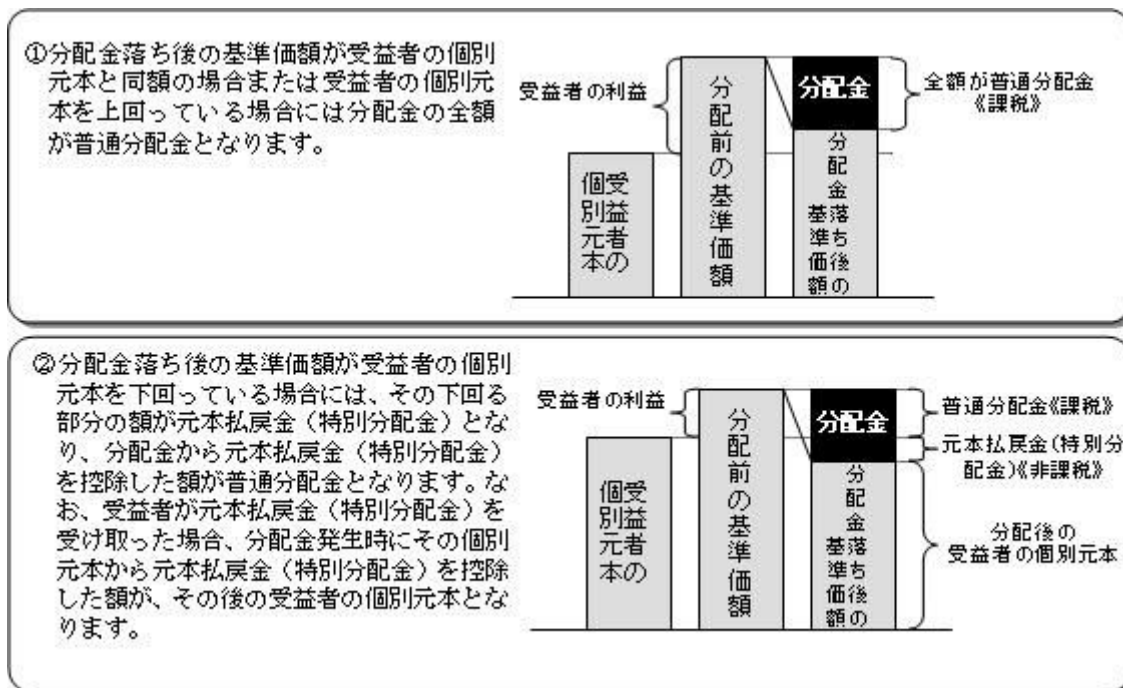 ①分配金落ち後の基準価額が受益者の個別
元本と同額の場合または受益者の個別元
本を上回っている場合には分配金の全額
が普通分配金となります。
受益者の利益
受益者の
個別元本
分配前の基準価額
分配金
分配金落ち後の
基準価額
全額が普通分配金
《課税》
②分配金落ち後の基準価額が受益者の個別
元本を下回っている場合には、その下回る
部分の額が元本払戻金（特別分配金）とな
り、分配金から元本払戻金（特別分配金）
を控除した額が普通分配金となります。な
お、受益者が元本払戻金（特別分配金）を
受け取った場合、分配金発生時にその個別
元本から元本払戻金（特別分配金）を控除
した額が、その後の受益者の個別元本とな
ります。
受益者の利益
受益者の
個別元本
分配前の基準価額
分配金
分配金落ち後の
基準価額
普通分配金《課税》
元本払戻金(特別分
配金)《非課税》
分配後の
受益者の個別元本